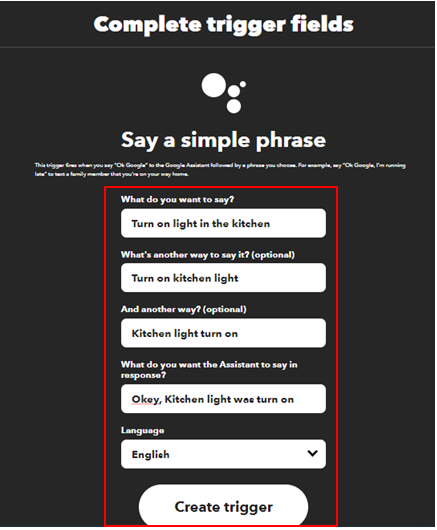 Complete trigger fields
Say a simple phrase
This trigger fires when you say "Ok Google" to the Google Assistant followed by a phrase you choose. For example, say "Ok Google, I'm running
late" to text a family member that you're on your way home.
What do you want to say?
Turn on light in the kitchen
What's another way to say it? (optional)
Turn on kitchen light
And another way? (optional)
Kitchen light turn on
What do you want the Assistant to say in
response?
Okey, Kitchen light was turn on
Language
English
Create trigger